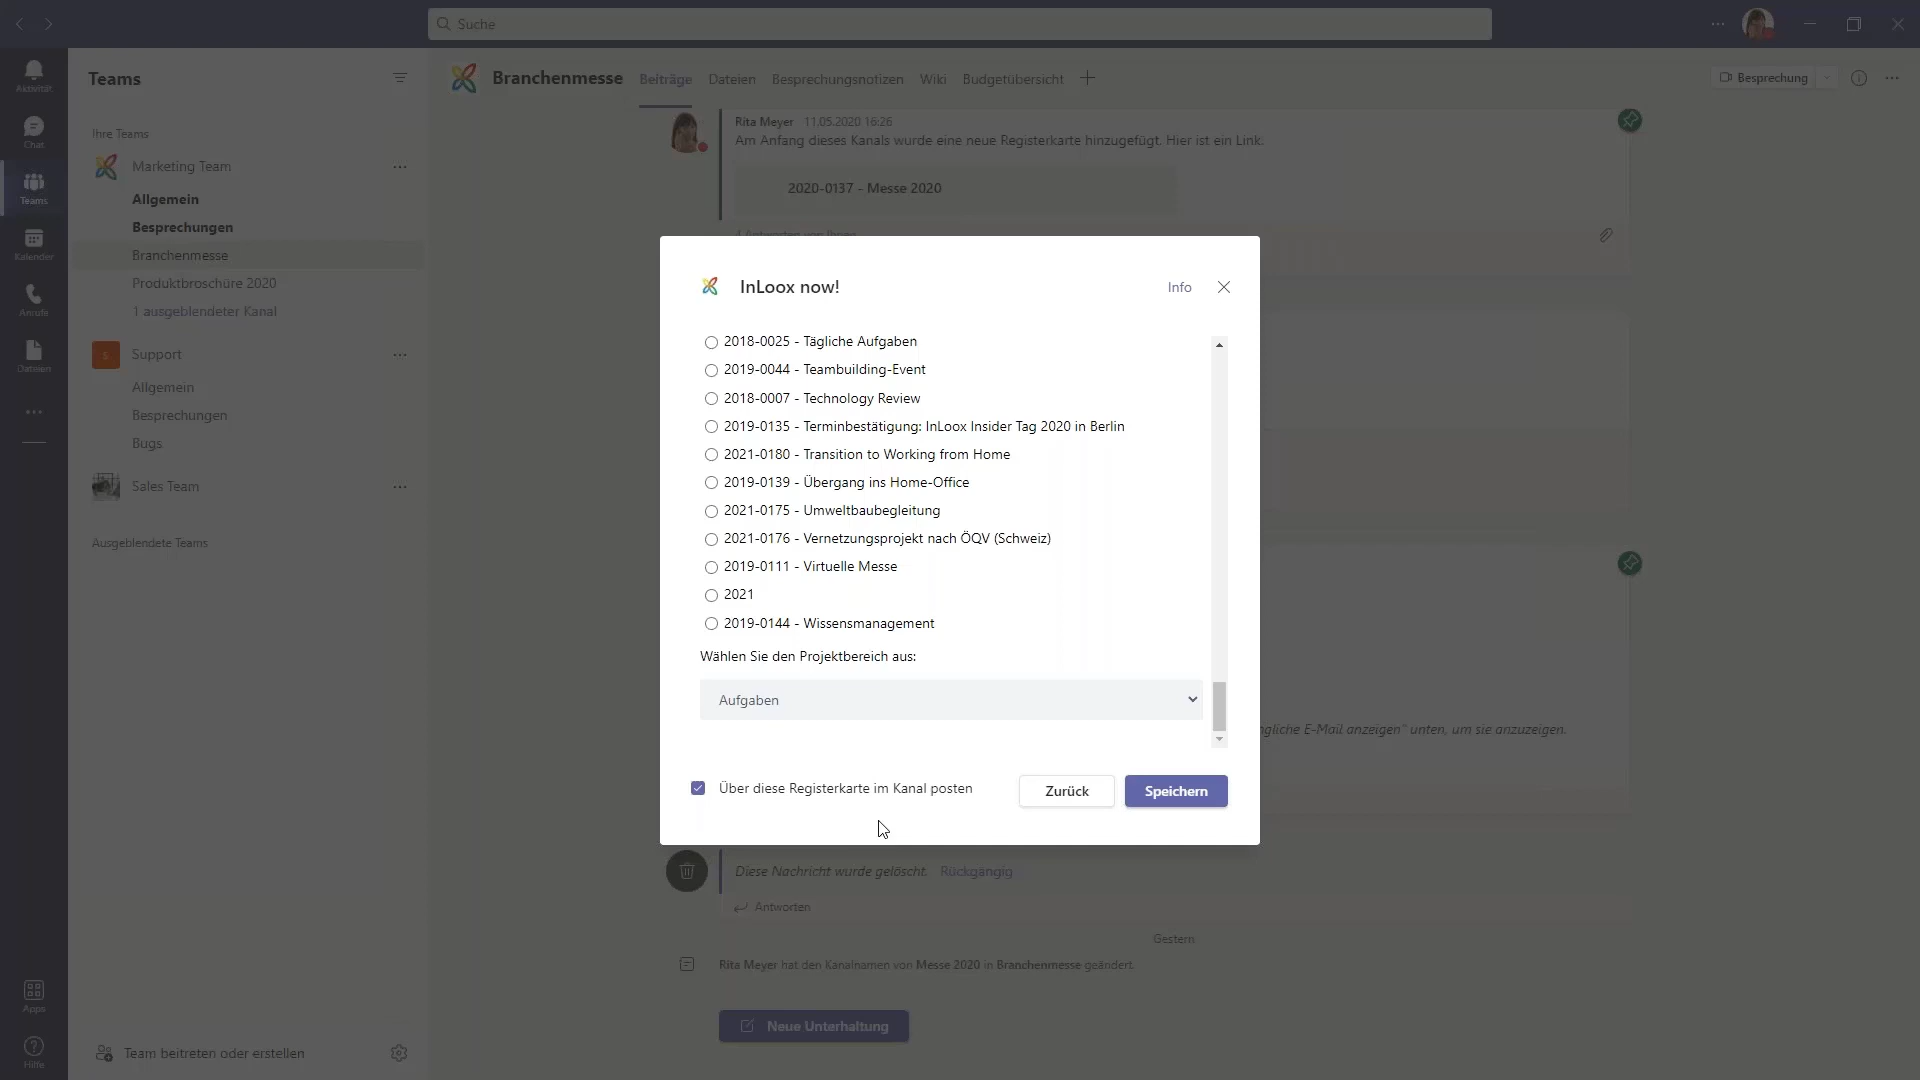 Suche
Aktivität
Chat
Teams
Kalender
Anrufe
Dateien
Apps
Hilfe
Teams
Ihre Teams
Marketing Team
Allgemein
Besprechungen
Branchenmesse
Produktbroschüre 2020
1 ausgeblendeter Kanal
S
Support
Allgemein
Besprechungen
Bugs
Sales Team
Ausgeblendete Teams
Team beitreten oder erstellen
Branchenmesse Beiträge Dateien Besprechungsnotizen Wiki Budgetübersicht
Besprechung
Rita Meyer 11.05.2020 16:26
Am Anfang dieses Kanals wurde eine neue Registerkarte hinzugefügt. Hier ist ein Link.
2020-0137 - Messe 2020
4 Antworten von Ihnen
InLoox now!
Info
2018-0025 - Tägliche Aufgaben
2019-0044 - Teambuilding-Event
2018-0007 - Technology Review
2019-0135 - Terminbestätigung: InLoox Insider Tag 2020 in Berlin
2021-0180 - Transition to Working from Home
2019-0139 - Übergang ins Home-Office
2021-0175 - Umweltbaubegleitung
2021-0176 - Vernetzungsprojekt nach ÖQV (Schweiz)
2019-0111 - Virtuelle Messe
2021
2019-0144 - Wissensmanagement
Wählen Sie den Projektbereich aus:
Aufgaben
Über diese Registerkarte im Kanal posten
Zurück
Speichern
ngliche E-Mail anzeigen" unten, um sie anzuzeigen.
Diese Nachricht wurde gelöscht. Rückgängig
Antworten
Gestern
Rita Meyer hat den Kanalnamen von Messe 2020 in Branchenmesse geändert.
Neue Unterhaltung